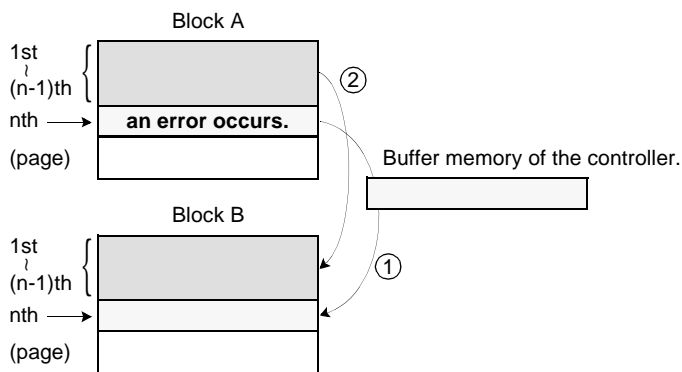 Block A
1st
~
(n-1)th
{
②
nth
an error occurs.
(page)
Buffer memory of the controller.
Block B
1st
~
(n-1)th
{
①
nth
(page)